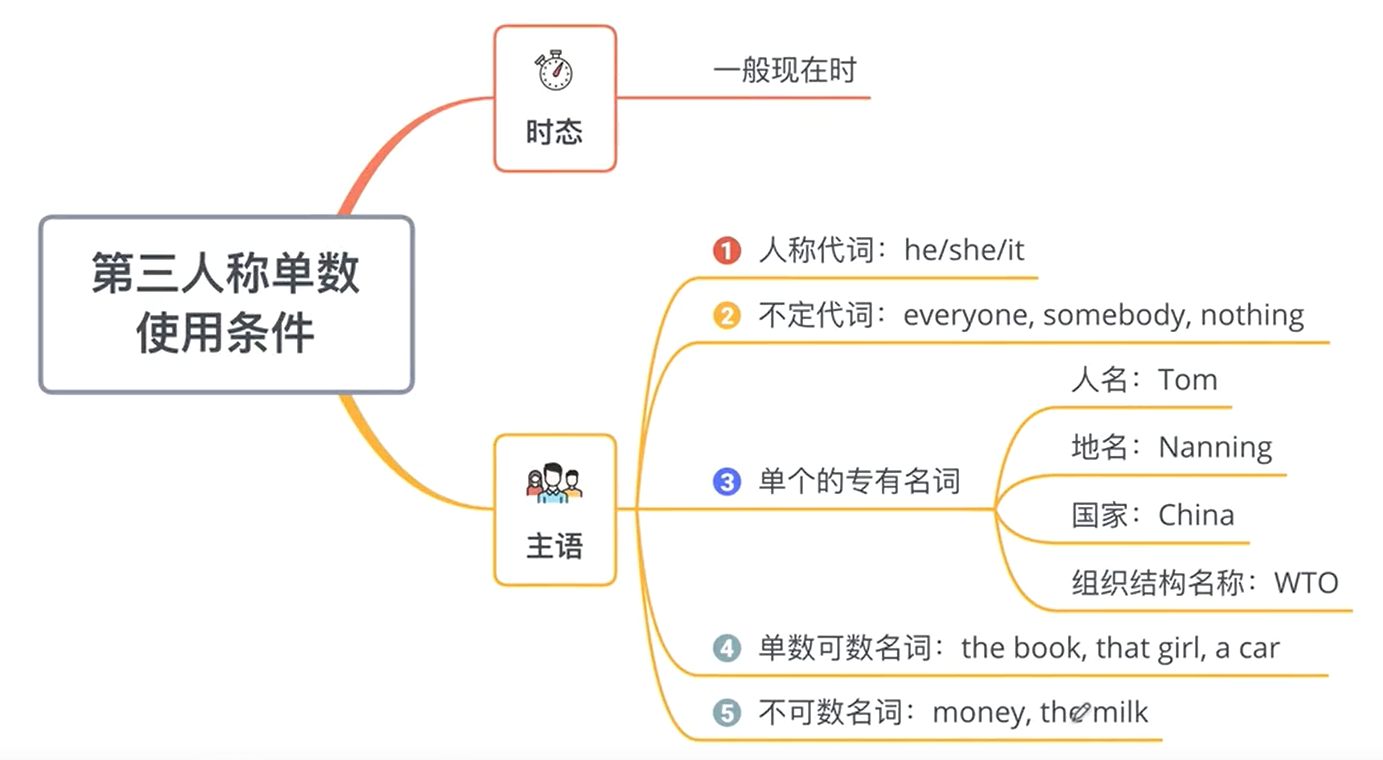 时态
一般现在时
第三人称单数
使用条件
主语
1 人称代词：he/she/it
2 不定代词：everyone, somebody, nothing
3 单个的专有名词
人名：Tom
地名：Nanning
国家：China
组织结构名称：WTO
4 单数可数名词：the book, that girl, a car
5 不可数名词：money, the milk